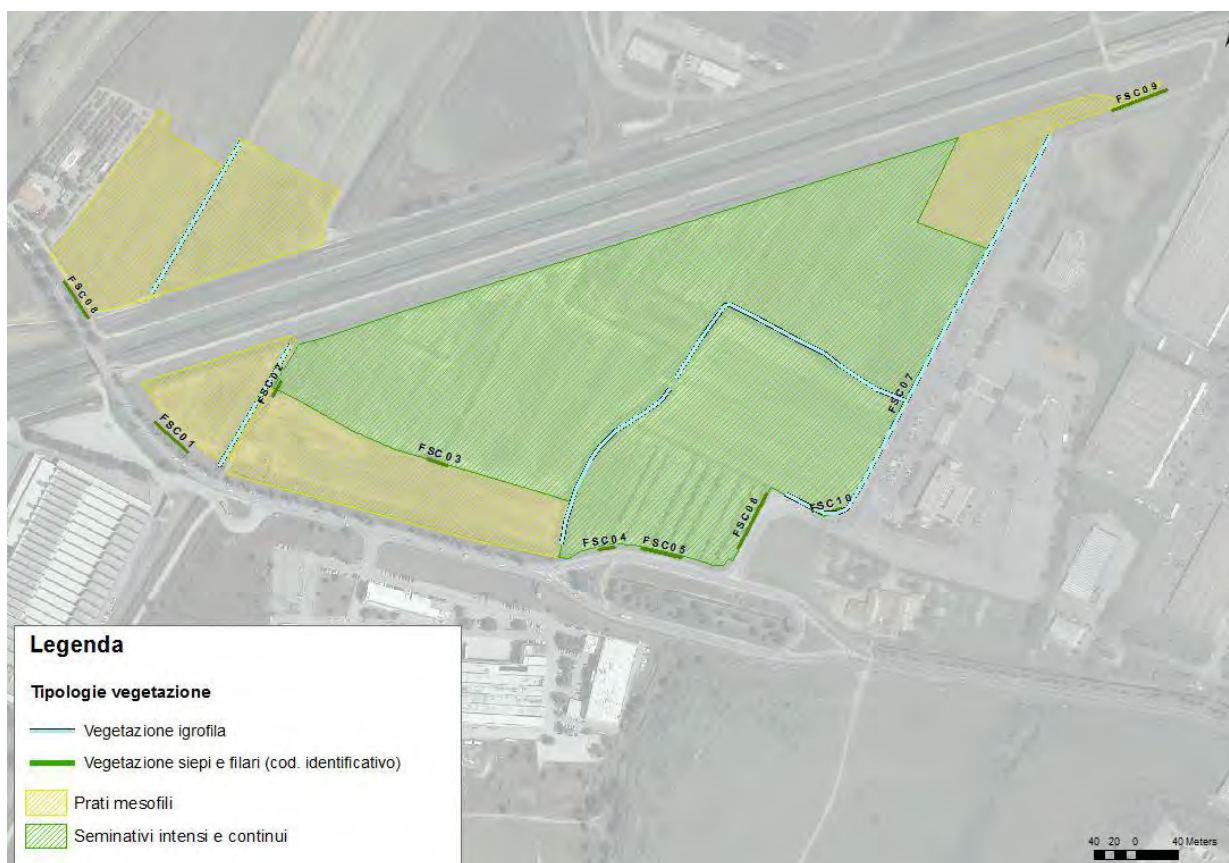 FSC09
FSC08
FSC02
FSC07
FSC01
FSC03
FSC10
FSC06
FSC04
FSC05
Legenda
Tipologie vegetazione
Vegetazione igrofila
Vegetazione siepi e filari (cod. identificativo)
Prati mesofili
Seminativi intensi e continui
40 20 0 40 Meters